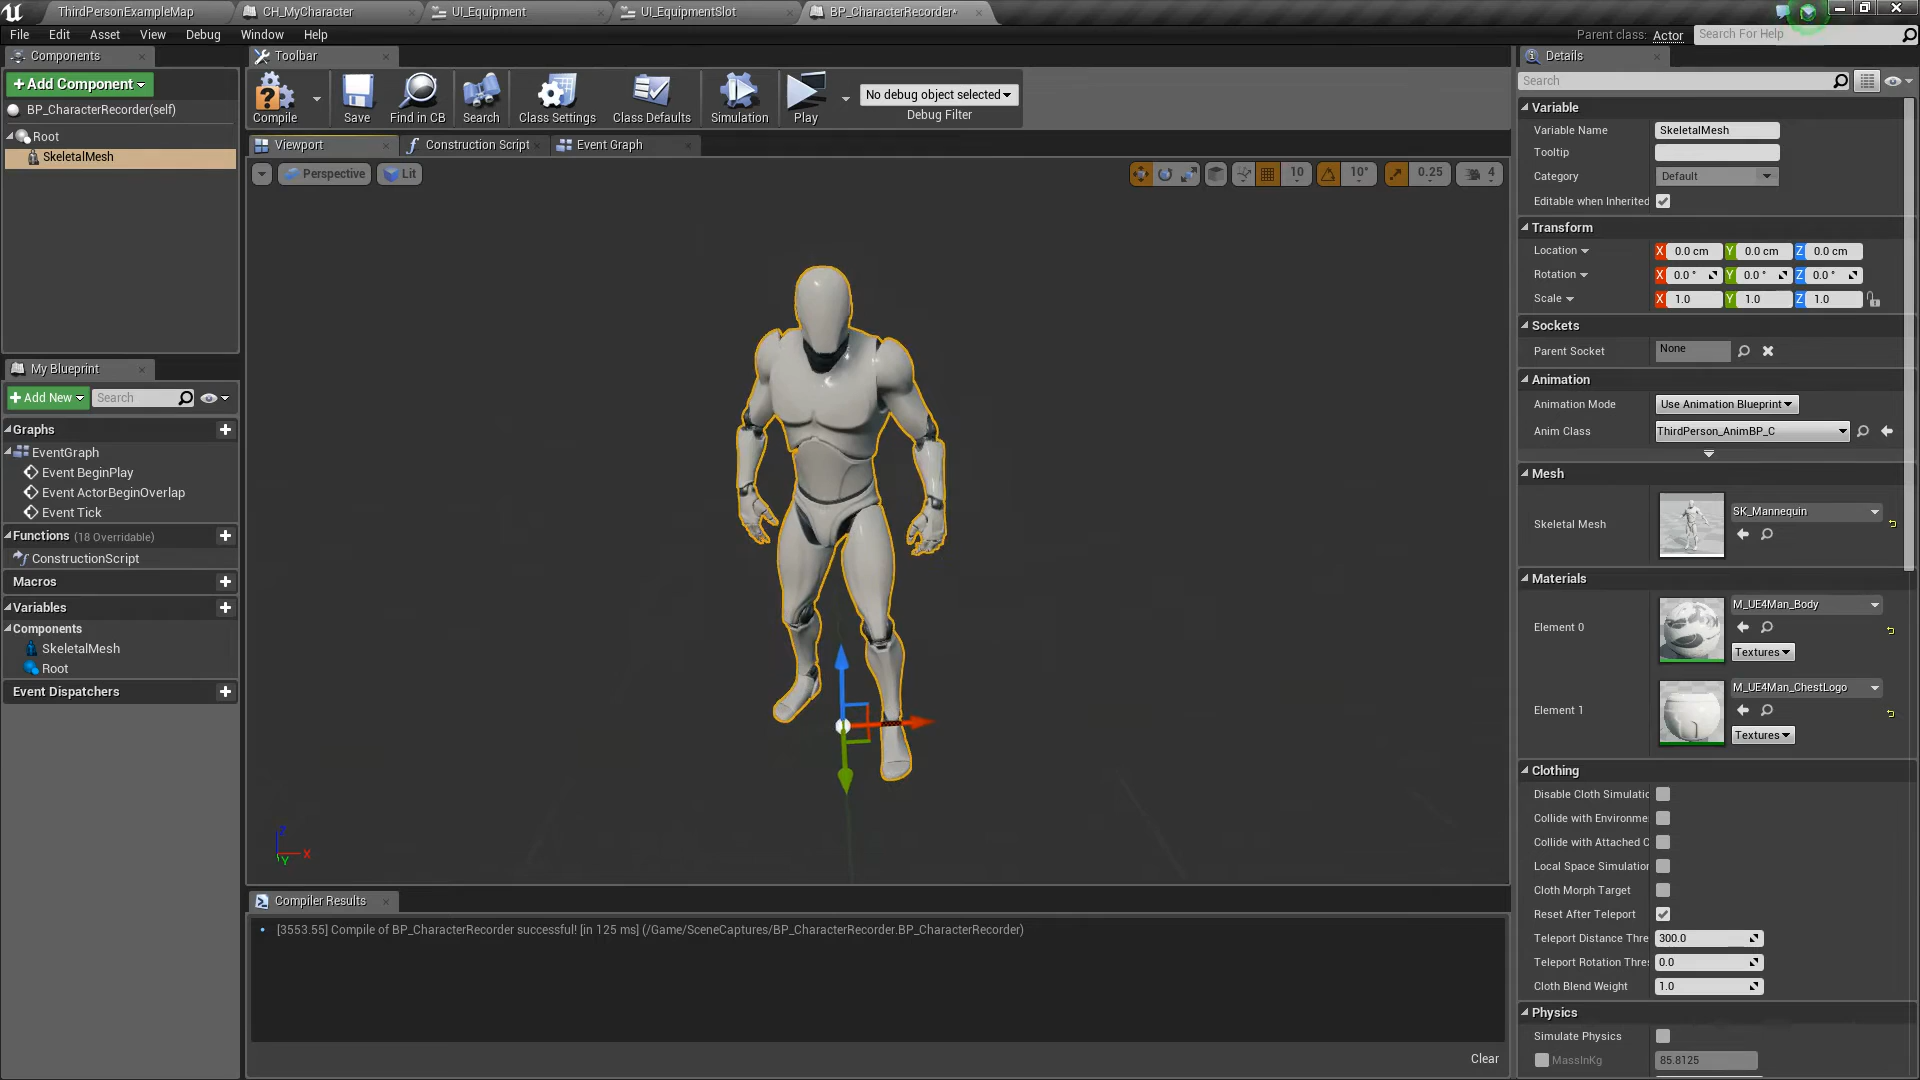 ThirdPersonExampleMap
CH_MyCharacter
UI_Equipment
UI_EquipmentSlot
BP_CharacterRecorder*
File Edit Asset View Debug Window Help
Parent class: Actor
Search For Help
Components
+Add Component
BP_CharacterRecorder(self)
Root
SkeletalMesh
Toolbar
Compile
Save
Find in CB
Search
Class Settings
Class Defaults
Simulation
Play
No debug object selected
Debug Filter
Viewport
Construction Script
Event Graph
Perspective
Lit
10
10°
0.25
4
Z
X
Y
My Blueprint
+Add New
Search
Graphs
EventGraph
Event BeginPlay
Event ActorBeginOverlap
Event Tick
Functions (18 Overridable)
ConstructionScript
Macros
Variables
Components
SkeletalMesh
Root
Event Dispatchers
Compiler Results
[3553.55] Compile of BP_CharacterRecorder successful! [in 125 ms] (/Game/SceneCaptures/BP_CharacterRecorder.BP_CharacterRecorder)
Clear
Details
Search
Variable
Variable Name SkeletalMesh
Tooltip
Category Default
Editable when Inherited
Transform
Location X 0.0 cm Y 0.0 cm Z 0.0 cm
Rotation X 0.0 ° Y 0.0 ° Z 0.0 °
Scale X 1.0 Y 1.0 Z 1.0
Sockets
Parent Socket None
Animation
Animation Mode Use Animation Blueprint
Anim Class ThirdPerson_AnimBP_C
Mesh
Skeletal Mesh SK_Mannequin
Materials
Element 0 M_UE4Man_Body
Textures
Element 1 M_UE4Man_ChestLogo
Textures
Clothing
Disable Cloth Simulatio
Collide with Environme
Collide with Attached C
Local Space Simulation
Cloth Morph Target
Reset After Teleport
Teleport Distance Thre 300.0
Teleport Rotation Thres 0.0
Cloth Blend Weight 1.0
Physics
Simulate Physics
MassInKg 85.8125